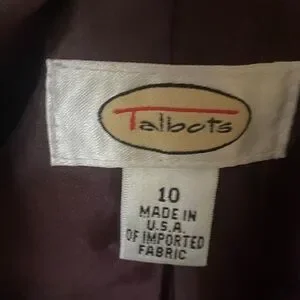 Talbots
10
MADE IN
U.S.A.
OF IMPORTED
FABRIC